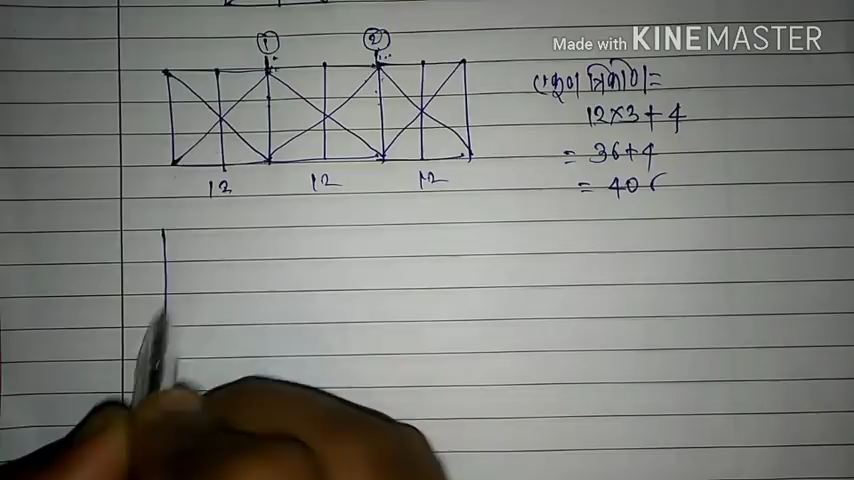 Made with KINEMASTER
① ②
ত্রিভুজ =
12×3+4
= 36+4
= 40
12 12 12